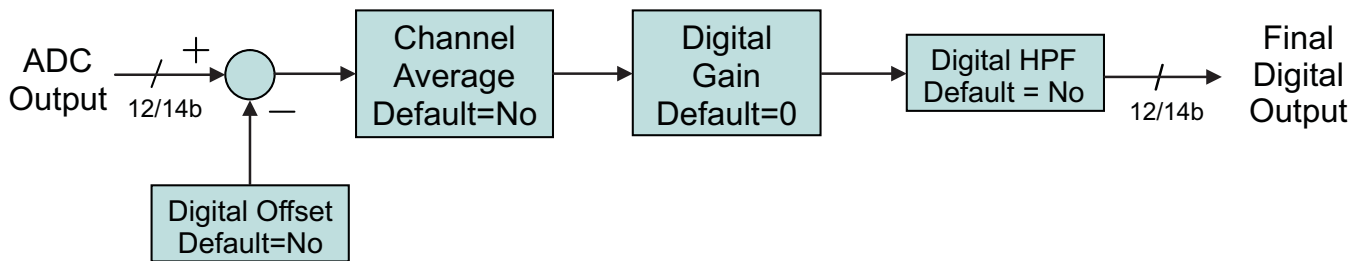 ADC
Output
12/14b
+
−
Digital Offset
Default=No
Channel
Average
Default=No
Digital
Gain
Default=0
Digital HPF
Default = No
12/14b
Final
Digital
Output